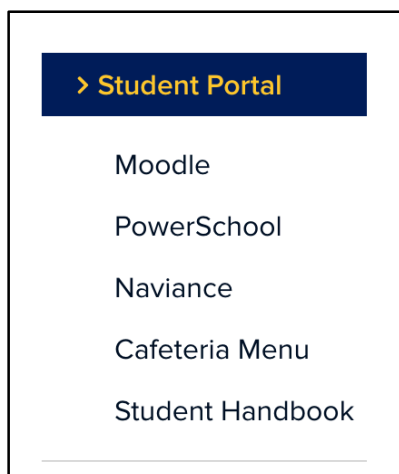 > Student Portal
Moodle
PowerSchool
Naviance
Cafeteria Menu
Student Handbook